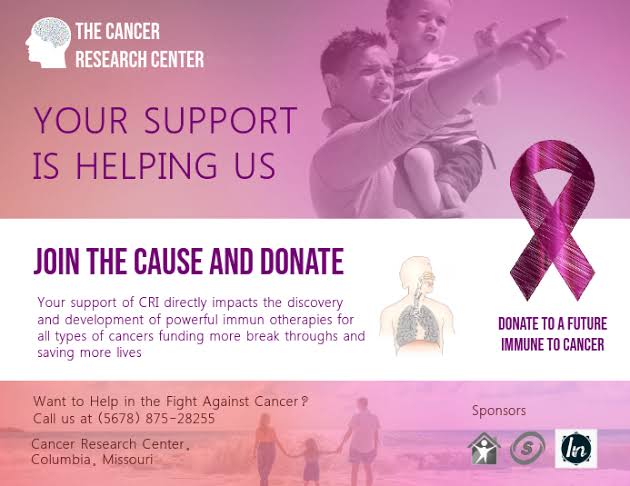 THE CANCER
RESEARCH CENTER
YOUR SUPPORT
IS HELPING US
JOIN THE CAUSE AND DONATE
Your support of CRI directly impacts the discovery
and development of powerful immun otherapies for
all types of cancers funding more break throughs and
saving more lives
DONATE TO A FUTURE
IMMUNE TO CANCER
Want to Help in the Fight Against Cancer?
Call us at (5678) 875-28255
Cancer Research Center,
Columbia, Missouri
Sponsors
S
In